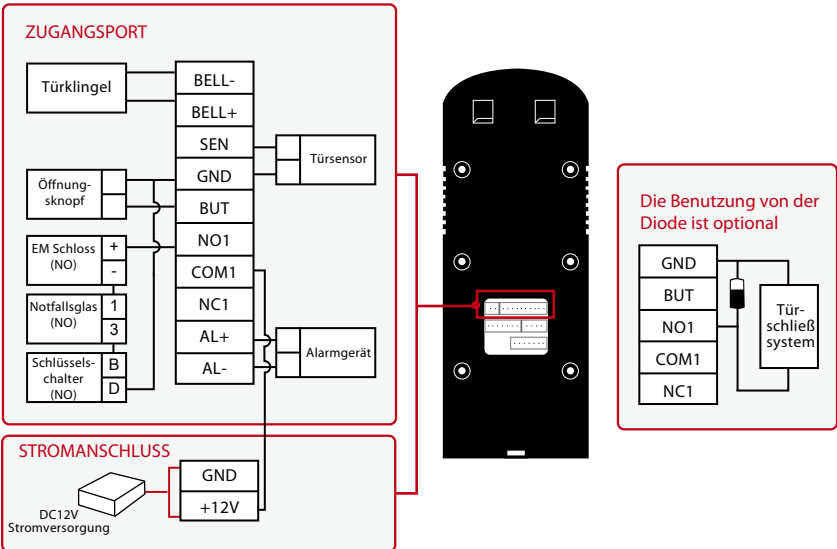 ZUGANGSPORT
Türklingel
BELL-
BELL+
SEN
GND
BUT
NO1
COM1
NC1
AL+
AL-
Türsensor
Öffnung-
sknopf
EM Schloss
(NO)
+
-
Notfallsglas
(NO)
1
3
Schlüssels-
chalter
(NO)
B
D
Alarmgerät
STROMANSCHLUSS
DC12V
Stromversorgung
GND
+12V
Die Benutzung von der
Diode ist optional
GND
BUT
NO1
COM1
NC1
Tür-
schließ
system